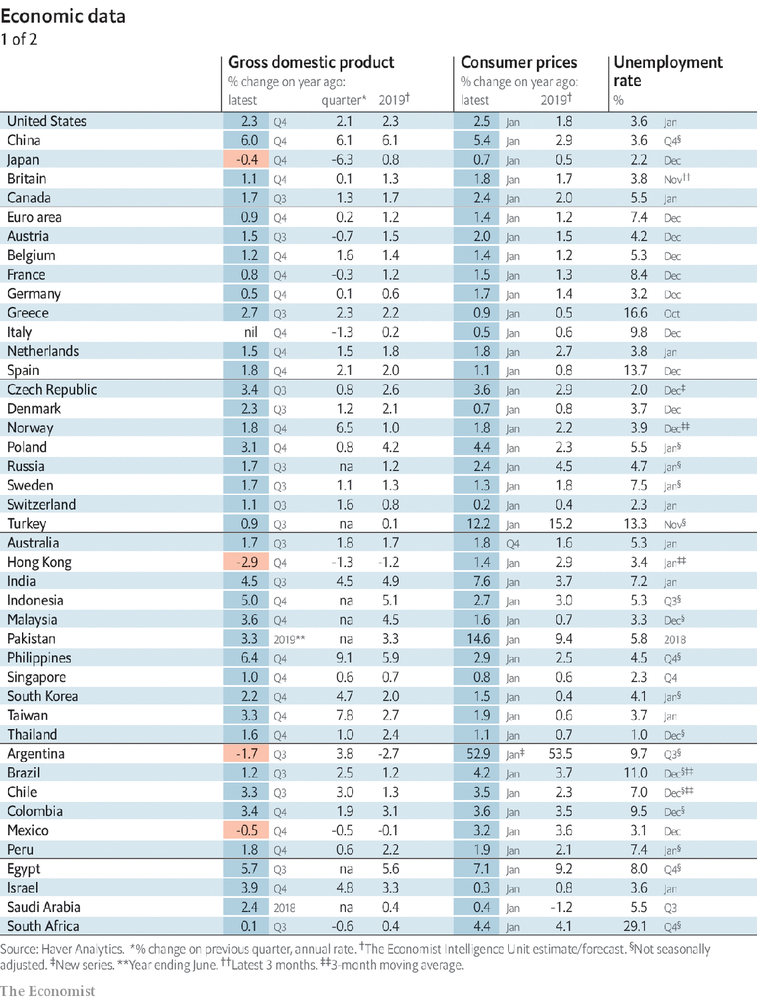 Economic data
1 of 2
Gross domestic product Consumer prices Unemployment
% change on year ago: % change on year ago: rate
latest quarter* 2019† latest 2019† %
United States 2.3 Q4 2.1 2.3 2.5 Jan 1.8 3.6 Jan
China 6.0 Q4 6.1 6.1 5.4 Jan 2.9 3.6 Q4§
Japan -0.4 Q4 -6.3 0.8 0.7 Jan 0.5 2.2 Dec
Britain 1.1 Q4 0.1 1.3 1.8 Jan 1.7 3.8 Nov††
Canada 1.7 Q3 1.3 1.7 2.4 Jan 2.0 5.5 Jan
Euro area 0.9 Q4 0.2 1.2 1.4 Jan 1.2 7.4 Dec
Austria 1.5 Q3 -0.7 1.5 2.0 Jan 1.5 4.2 Dec
Belgium 1.2 Q4 1.6 1.4 1.4 Jan 1.2 5.3 Dec
France 0.8 Q4 -0.3 1.2 1.5 Jan 1.3 8.4 Dec
Germany 0.5 Q4 0.1 0.6 1.7 Jan 1.4 3.2 Dec
Greece 2.7 Q3 2.3 2.2 0.9 Jan 0.5 16.6 Oct
Italy nil Q4 -1.3 0.2 0.5 Jan 0.6 9.8 Dec
Netherlands 1.5 Q4 1.5 1.8 1.8 Jan 2.7 3.8 Jan
Spain 1.8 Q4 2.1 2.0 1.1 Jan 0.8 13.7 Dec
Czech Republic 3.4 Q3 0.8 2.6 3.6 Jan 2.9 2.0 Dec‡
Denmark 2.3 Q3 1.2 2.1 0.7 Jan 0.8 3.7 Dec
Norway 1.8 Q4 6.5 1.0 1.8 Jan 2.2 3.9 Dec‡‡
Poland 3.1 Q4 0.8 4.2 4.4 Jan 2.3 5.5 Jan§
Russia 1.7 Q3 na 1.2 2.4 Jan 4.5 4.7 Jan§
Sweden 1.7 Q3 1.1 1.3 1.3 Jan 1.8 7.5 Jan§
Switzerland 1.1 Q3 1.6 0.8 0.2 Jan 0.4 2.3 Jan
Turkey 0.9 Q3 na 0.1 12.2 Jan 15.2 13.3 Nov§
Australia 1.7 Q3 1.8 1.7 1.8 Q4 1.6 5.3 Jan
Hong Kong -2.9 Q4 -1.3 -1.2 1.4 Jan 2.9 3.4 Jan‡‡
India 4.5 Q3 4.5 4.9 7.6 Jan 3.7 7.2 Jan
Indonesia 5.0 Q4 na 5.1 2.7 Jan 3.0 5.3 Q3§
Malaysia 3.6 Q4 na 4.5 1.6 Jan 0.7 3.3 Dec§
Pakistan 3.3 2019** na 3.3 14.6 Jan 9.4 5.8 2018
Philippines 6.4 Q4 9.1 5.9 2.9 Jan 2.5 4.5 Q4§
Singapore 1.0 Q4 0.6 0.7 0.8 Jan 0.6 2.3 Q4
South Korea 2.2 Q4 4.7 2.0 1.5 Jan 0.4 4.1 Jan§
Taiwan 3.3 Q4 7.8 2.7 1.9 Jan 0.6 3.7 Jan
Thailand 1.6 Q4 1.0 2.4 1.1 Jan 0.7 1.0 Dec§
Argentina -1.7 Q3 3.8 -2.7 52.9 Jan‡ 53.5 9.7 Q3§
Brazil 1.2 Q3 2.5 1.2 4.2 Jan 3.7 11.0 Dec§‡‡
Chile 3.3 Q3 3.0 1.3 3.5 Jan 2.3 7.0 Dec§‡‡
Colombia 3.4 Q4 1.9 3.1 3.6 Jan 3.5 9.5 Dec§
Mexico -0.5 Q4 -0.5 -0.1 3.2 Jan 3.6 3.1 Dec
Peru 1.8 Q4 0.6 2.2 1.9 Jan 2.1 7.4 Jan§
Egypt 5.7 Q3 na 5.6 7.1 Jan 9.2 8.0 Q4§
Israel 3.9 Q4 4.8 3.3 0.3 Jan 0.8 3.6 Jan
Saudi Arabia 2.4 2018 na 0.4 0.4 Jan -1.2 5.5 Q3
South Africa 0.1 Q3 -0.6 0.4 4.4 Jan 4.1 29.1 Q4§
Source: Haver Analytics. *% change on previous quarter, annual rate. †The Economist Intelligence Unit estimate/forecast. §Not seasonally
adjusted. ‡New series. **Year ending June. ††Latest 3 months. ‡‡3-month moving average.
The Economist